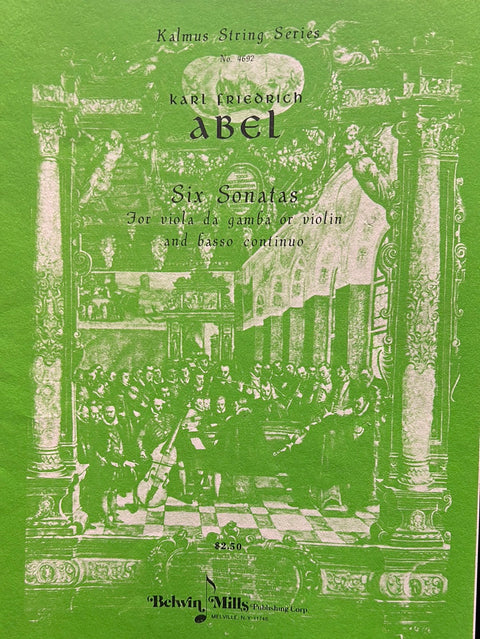 Kalmus String Series
No. 4692
Karl Friedrich
Abel
Six Sonatas
For viola da gamba or violin
and basso continuo
$2.50
Belwin Mills Publishing Corp.
MELVILLE, N.Y. 11746